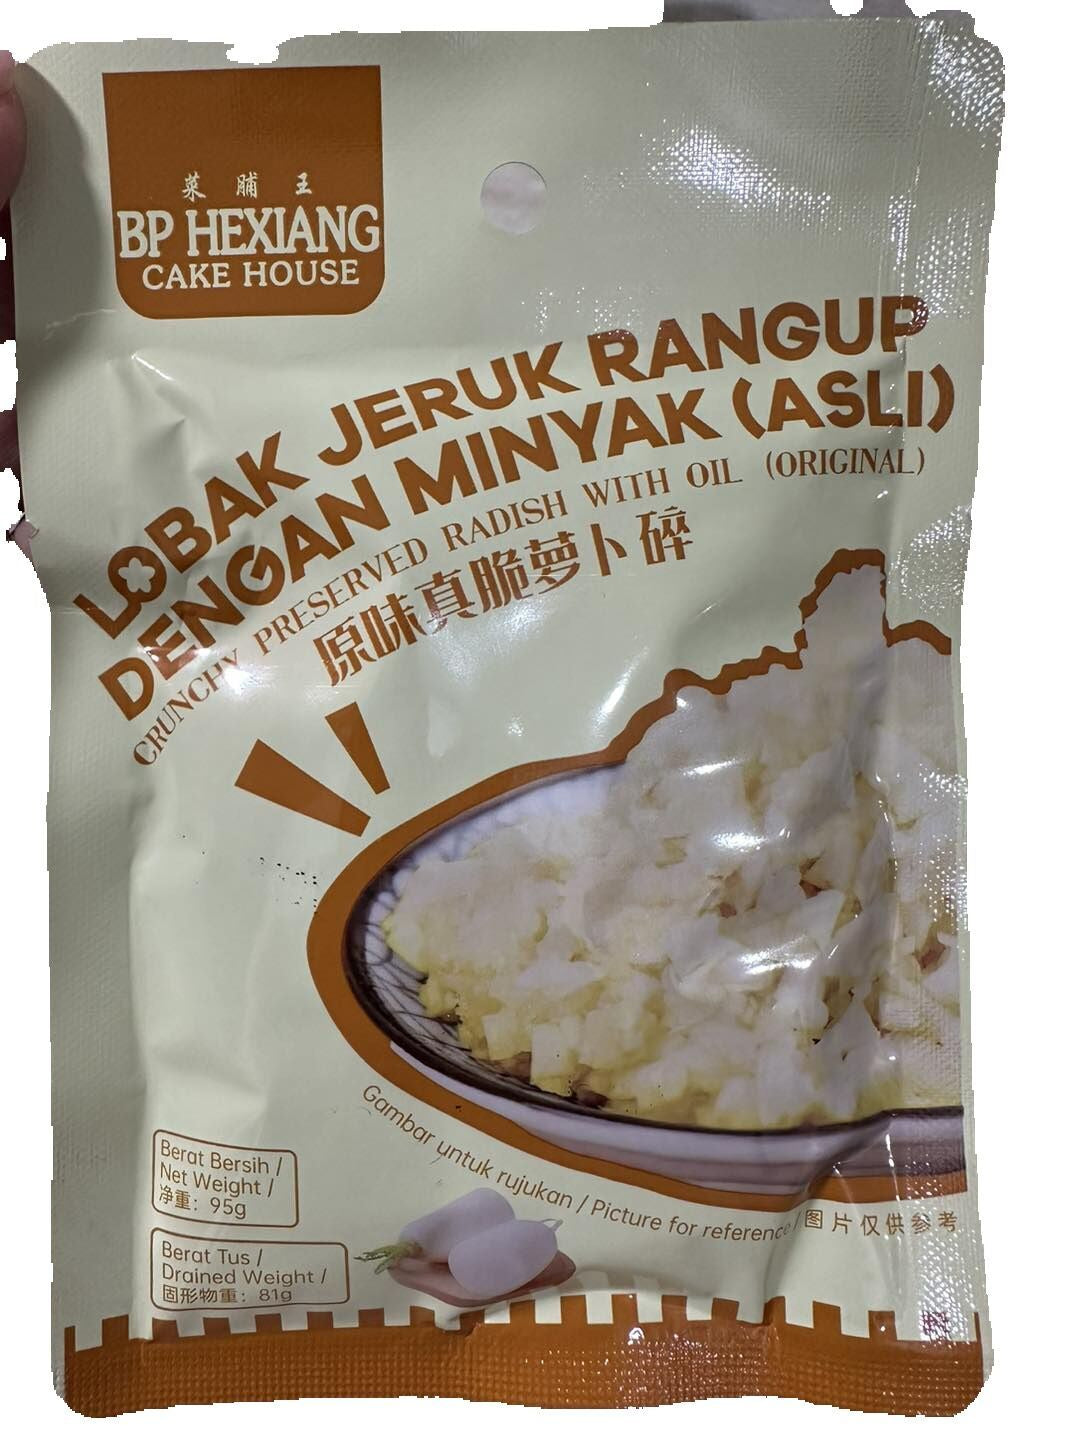 菜脯王
BP HEXIANG
CAKE HOUSE
LOBAK JERUK RANGUP
DENGAN MINYAK (ASLI)
CRUNCHY PRESERVED RADISH WITH OIL (ORIGINAL)
原味真脆萝卜碎
Gambar untuk rujukan / Picture for reference / 图片仅供参考
Berat Bersih /
Net Weight /
净重: 95g
Berat Tus /
Drained Weight /
固形物重: 81g